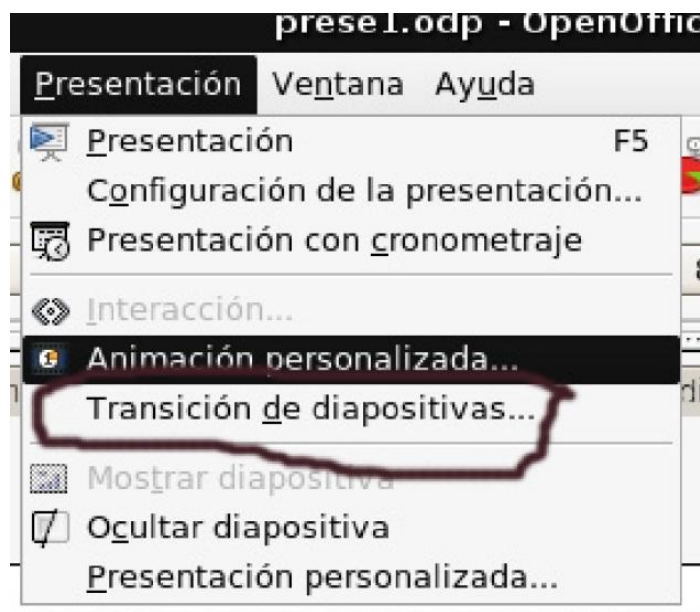 prese1.odp - OpenOffic
Presentación Ventana Ayuda
Presentación F5
Configuración de la presentación...
Presentación con cronometraje
Interacción...
Animación personalizada...
Transición de diapositivas...
Mostrar diapositiva
Ocultar diapositiva
Presentación personalizada...